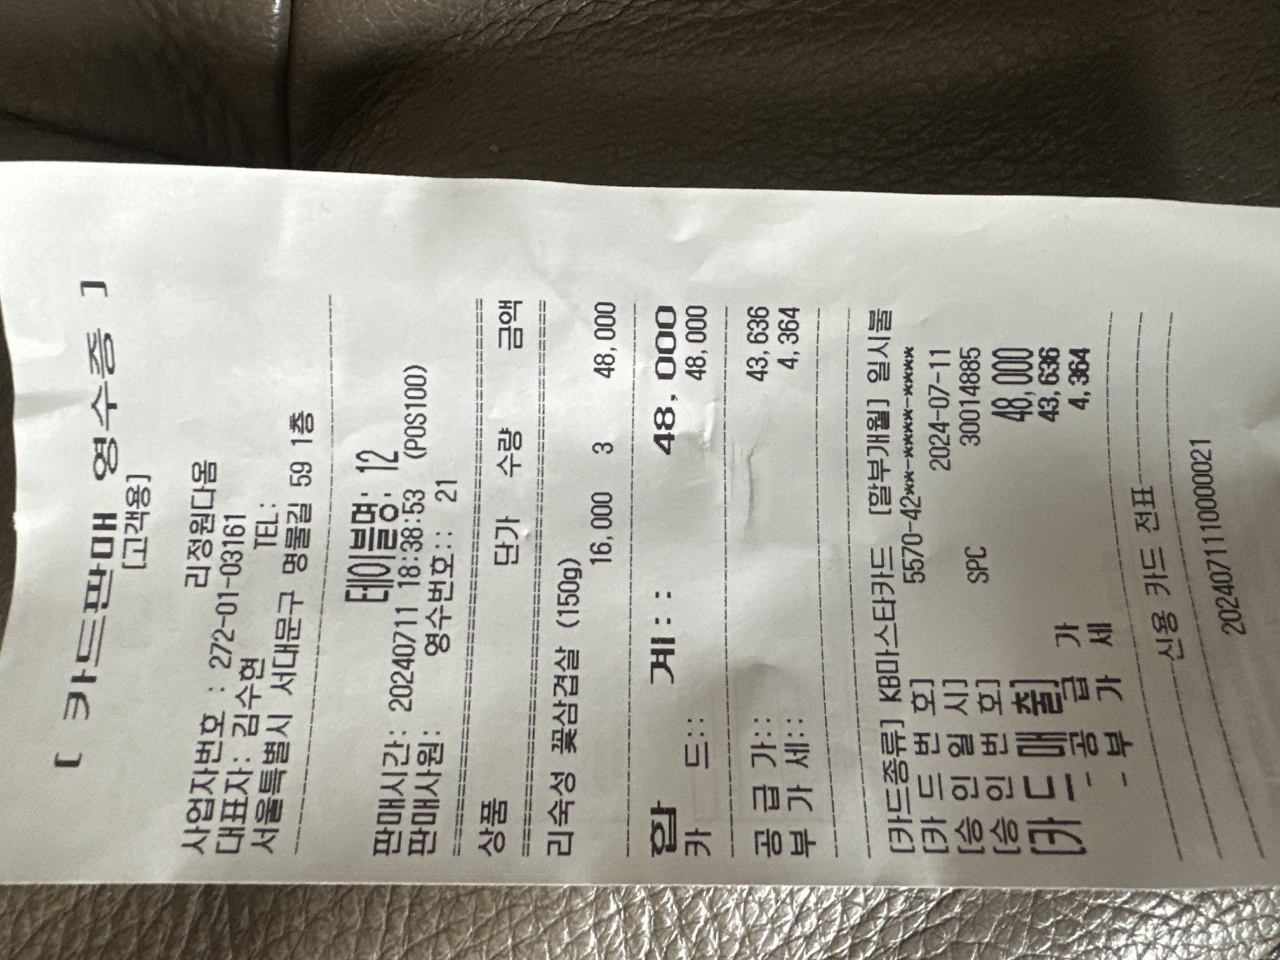 [ 카드판매 영수증 ]
[고객용]
리정원다옴
사업자번호 : 272-01-03161
대표자: 김수현 TEL:
서울특별시 서대문구 명물길 59 1층
테이블명: 12
판매시간: 20240711 18:38:53 (POS100)
판매사원: 영수번호:: 21
상품 단가 수량 금액
리숙성 꽃삼겹살 (150g)
16,000 3 48,000
합 계:: 48,000
카 드:: 48,000
공 급 가:: 43,636
부 가 세:: 4,364
[카드종류] KB마스타카드 [할부개월] 일시불
[카 드 번 호] 5570-42**-****-****
[승 인 일 시] 2024-07-11
[승 인 번 호] SPC 30014885
[카 드 매 출] 48,000
- 공 급 가 43,636
- 부 가 세 4,364
신용 카드 전표
2024071110000021